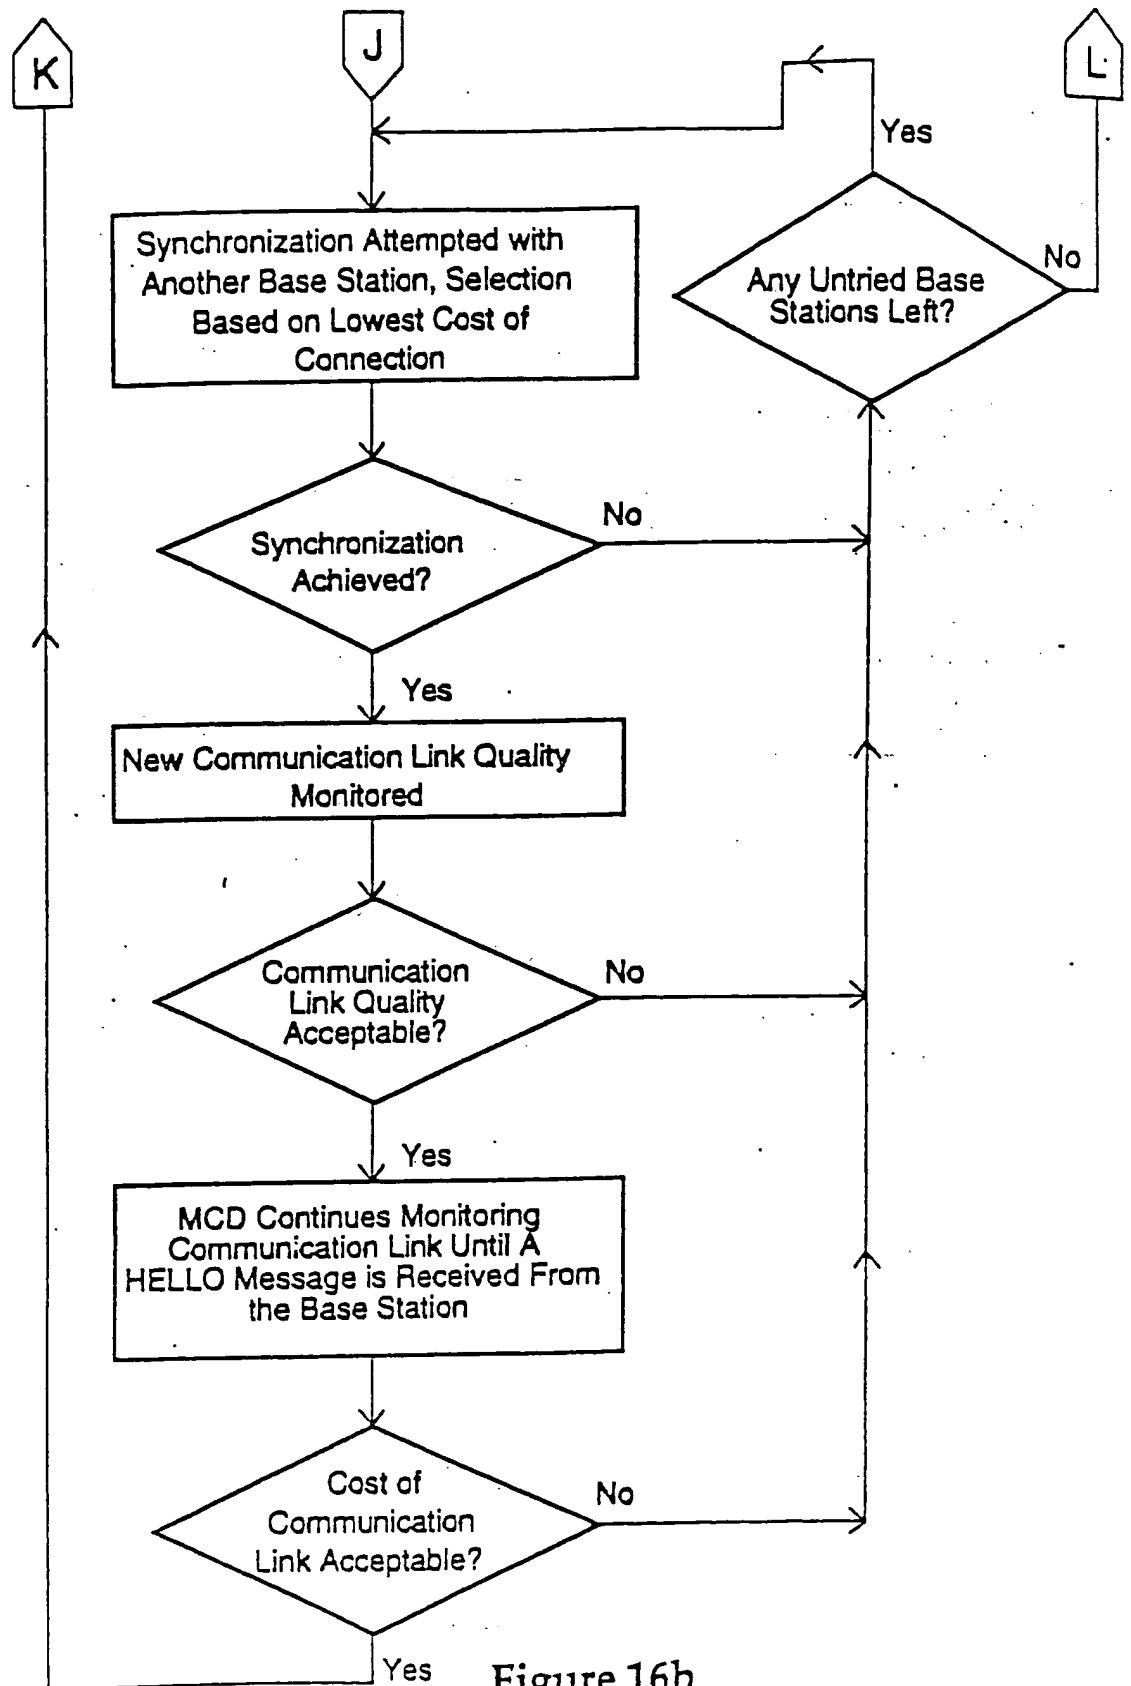 K
J
L
Yes
Synchronization Attempted with
Another Base Station, Selection
Based on Lowest Cost of
Connection
Any Untried Base
Stations Left?
No
Synchronization
Achieved?
No
Yes
New Communication Link Quality
Monitored
Communication
Link Quality
Acceptable?
No
Yes
MCD Continues Monitoring
Communication Link Until A
HELLO Message is Received From
the Base Station
Cost of
Communication
Link Acceptable?
No
Yes
Figure 16b